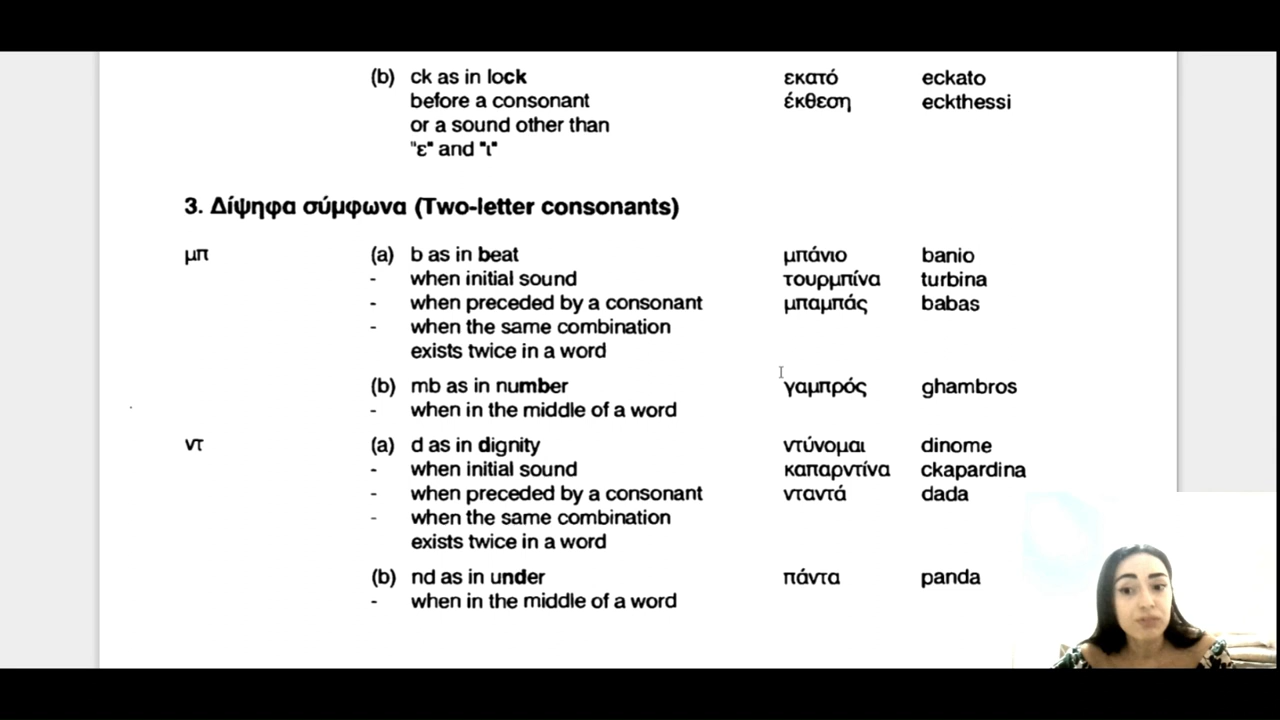 (b) ck as in lock εκατό eckato
before a consonant έκθεση eckthessi
or a sound other than
"ε" and "ι"
3. Δίψηφα σύμφωνα (Two-letter consonants)
μπ (a) b as in beat μπάνιο banio
- when initial sound τουρμπίνα turbina
- when preceded by a consonant μπαμπάς babas
- when the same combination
exists twice in a word
(b) mb as in number γαμπρός ghambros
- when in the middle of a word
ντ (a) d as in dignity ντύνομαι dinome
- when initial sound καπαρντίνα ckapardina
- when preceded by a consonant νταντά dada
- when the same combination
exists twice in a word
(b) nd as in under πάντα panda
- when in the middle of a word